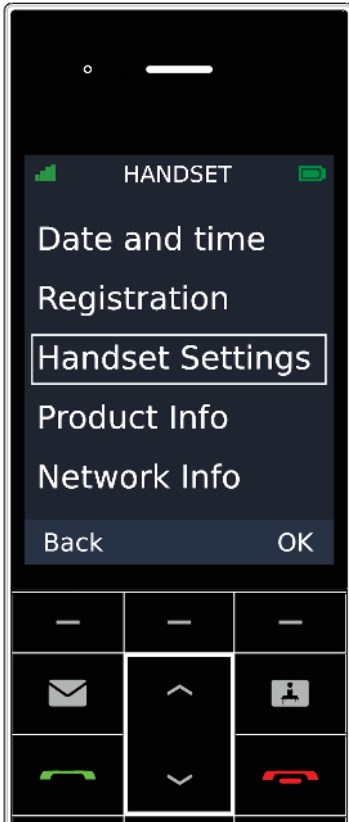 HANDSET
Date and time
Registration
Handset Settings
Product Info
Network Info
Back OK